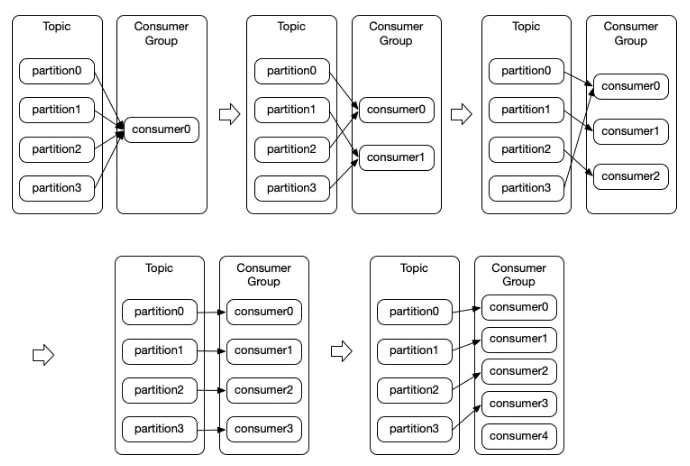 Topic
partition0
partition1
partition2
partition3
Consumer
Group
consumer0
Topic
partition0
partition1
partition2
partition3
Consumer
Group
consumer0
consumer1
Topic
partition0
partition1
partition2
partition3
Consumer
Group
consumer0
consumer1
consumer2
Topic
partition0
partition1
partition2
partition3
Consumer
Group
consumer0
consumer1
consumer2
consumer3
Topic
partition0
partition1
partition2
partition3
Consumer
Group
consumer0
consumer1
consumer2
consumer3
consumer4